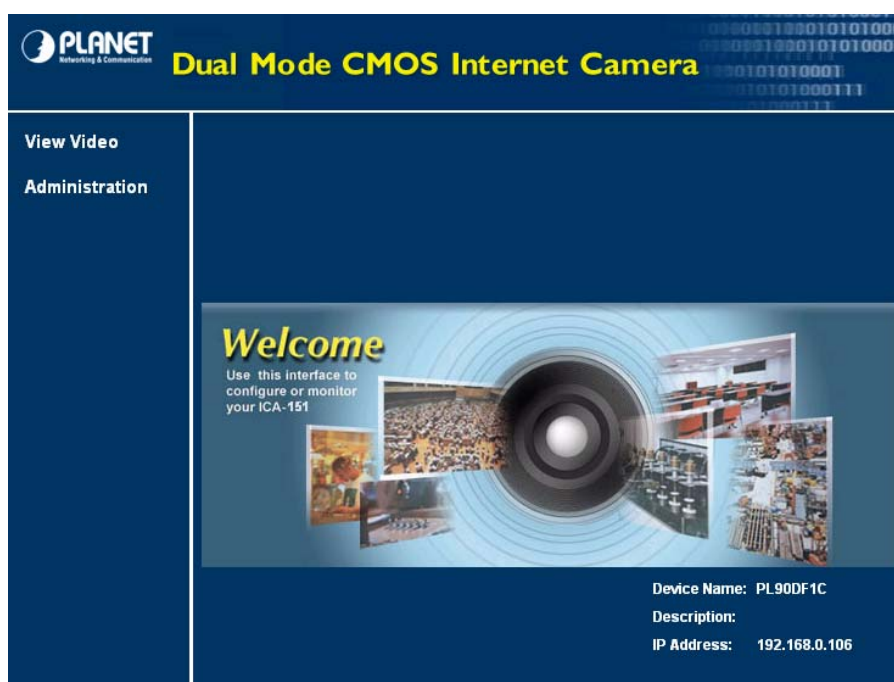 PLANET
Networking & Communication
Dual Mode CMOS Internet Camera
View Video
Administration
Welcome
Use this interface to
configure or monitor
your ICA-151
Device Name: PL90DF1C
Description:
IP Address: 192.168.0.106